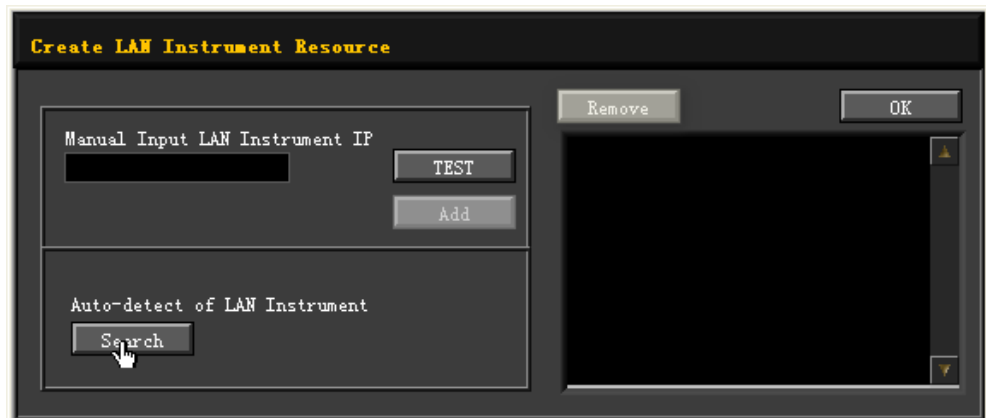 Create LAN Instrument Resource
Remove
OK
Manual Input LAN Instrument IP
TEST
Add
Auto-detect of LAN Instrument
Search